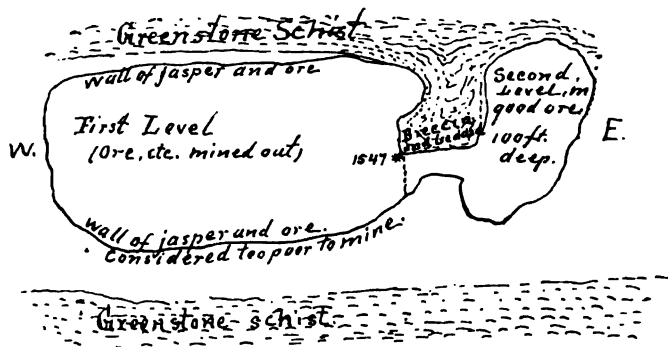 Greenstone Schist
Wall of jasper and ore
First Level
(Ore, etc. mined out)
W.
Second
Level, in
good ore
100 ft.
deep.
E.
Breccia
1547
Wall of jasper and ore.
Considered too poor to mine.
Greenstone schist.